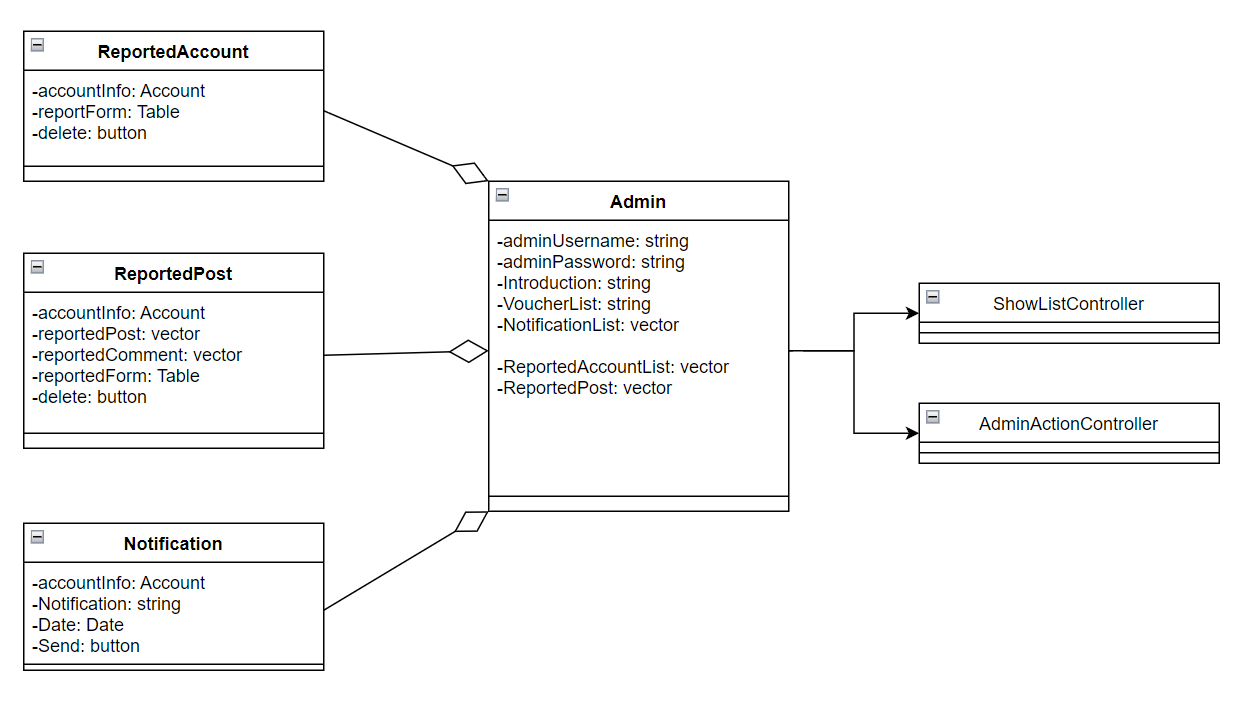 ReportedAccount
-accountInfo: Account
-reportForm: Table
-delete: button
ReportedPost
-accountInfo: Account
-reportedPost: vector
-reportedComment: vector
-reportedForm: Table
-delete: button
Notification
-accountInfo: Account
-Notification: string
-Date: Date
-Send: button
Admin
-adminUsername: string
-adminPassword: string
-Introduction: string
-VoucherList: string
-NotificationList: vector
-ReportedAccountList: vector
-ReportedPost: vector
ShowListController
AdminActionController